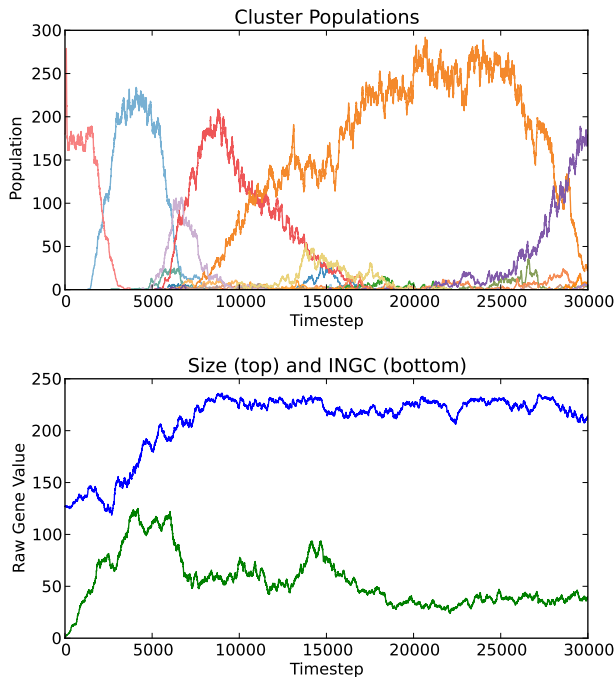 Cluster Populations
300
250
200
150
100
50
0
Population
0 5000 10000 15000 20000 25000 30000
Timestep
Size (top) and INGC (bottom)
250
200
150
100
50
0
Raw Gene Value
0 5000 10000 15000 20000 25000 30000
Timestep